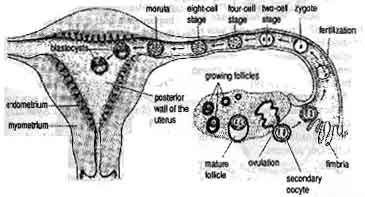 morula
eight-cell
stage
four-cell
stage
two-cell
stage
zygote
fertilization
blastocysts
growing follicles
endometrium
myometrium
posterior
wall of the
uterus
mature
follicle
ovulation
secondary
oocyte
fimbria